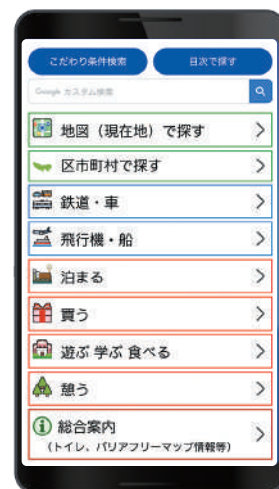 こだわり条件検索
目次で探す
Google カスタム検索
地図（現在地）で探す
区市町村で探す
鉄道・車
飛行機・船
泊まる
買う
遊ぶ 学ぶ 食べる
憩う
総合案内
（トイレ、バリアフリーマップ情報等）